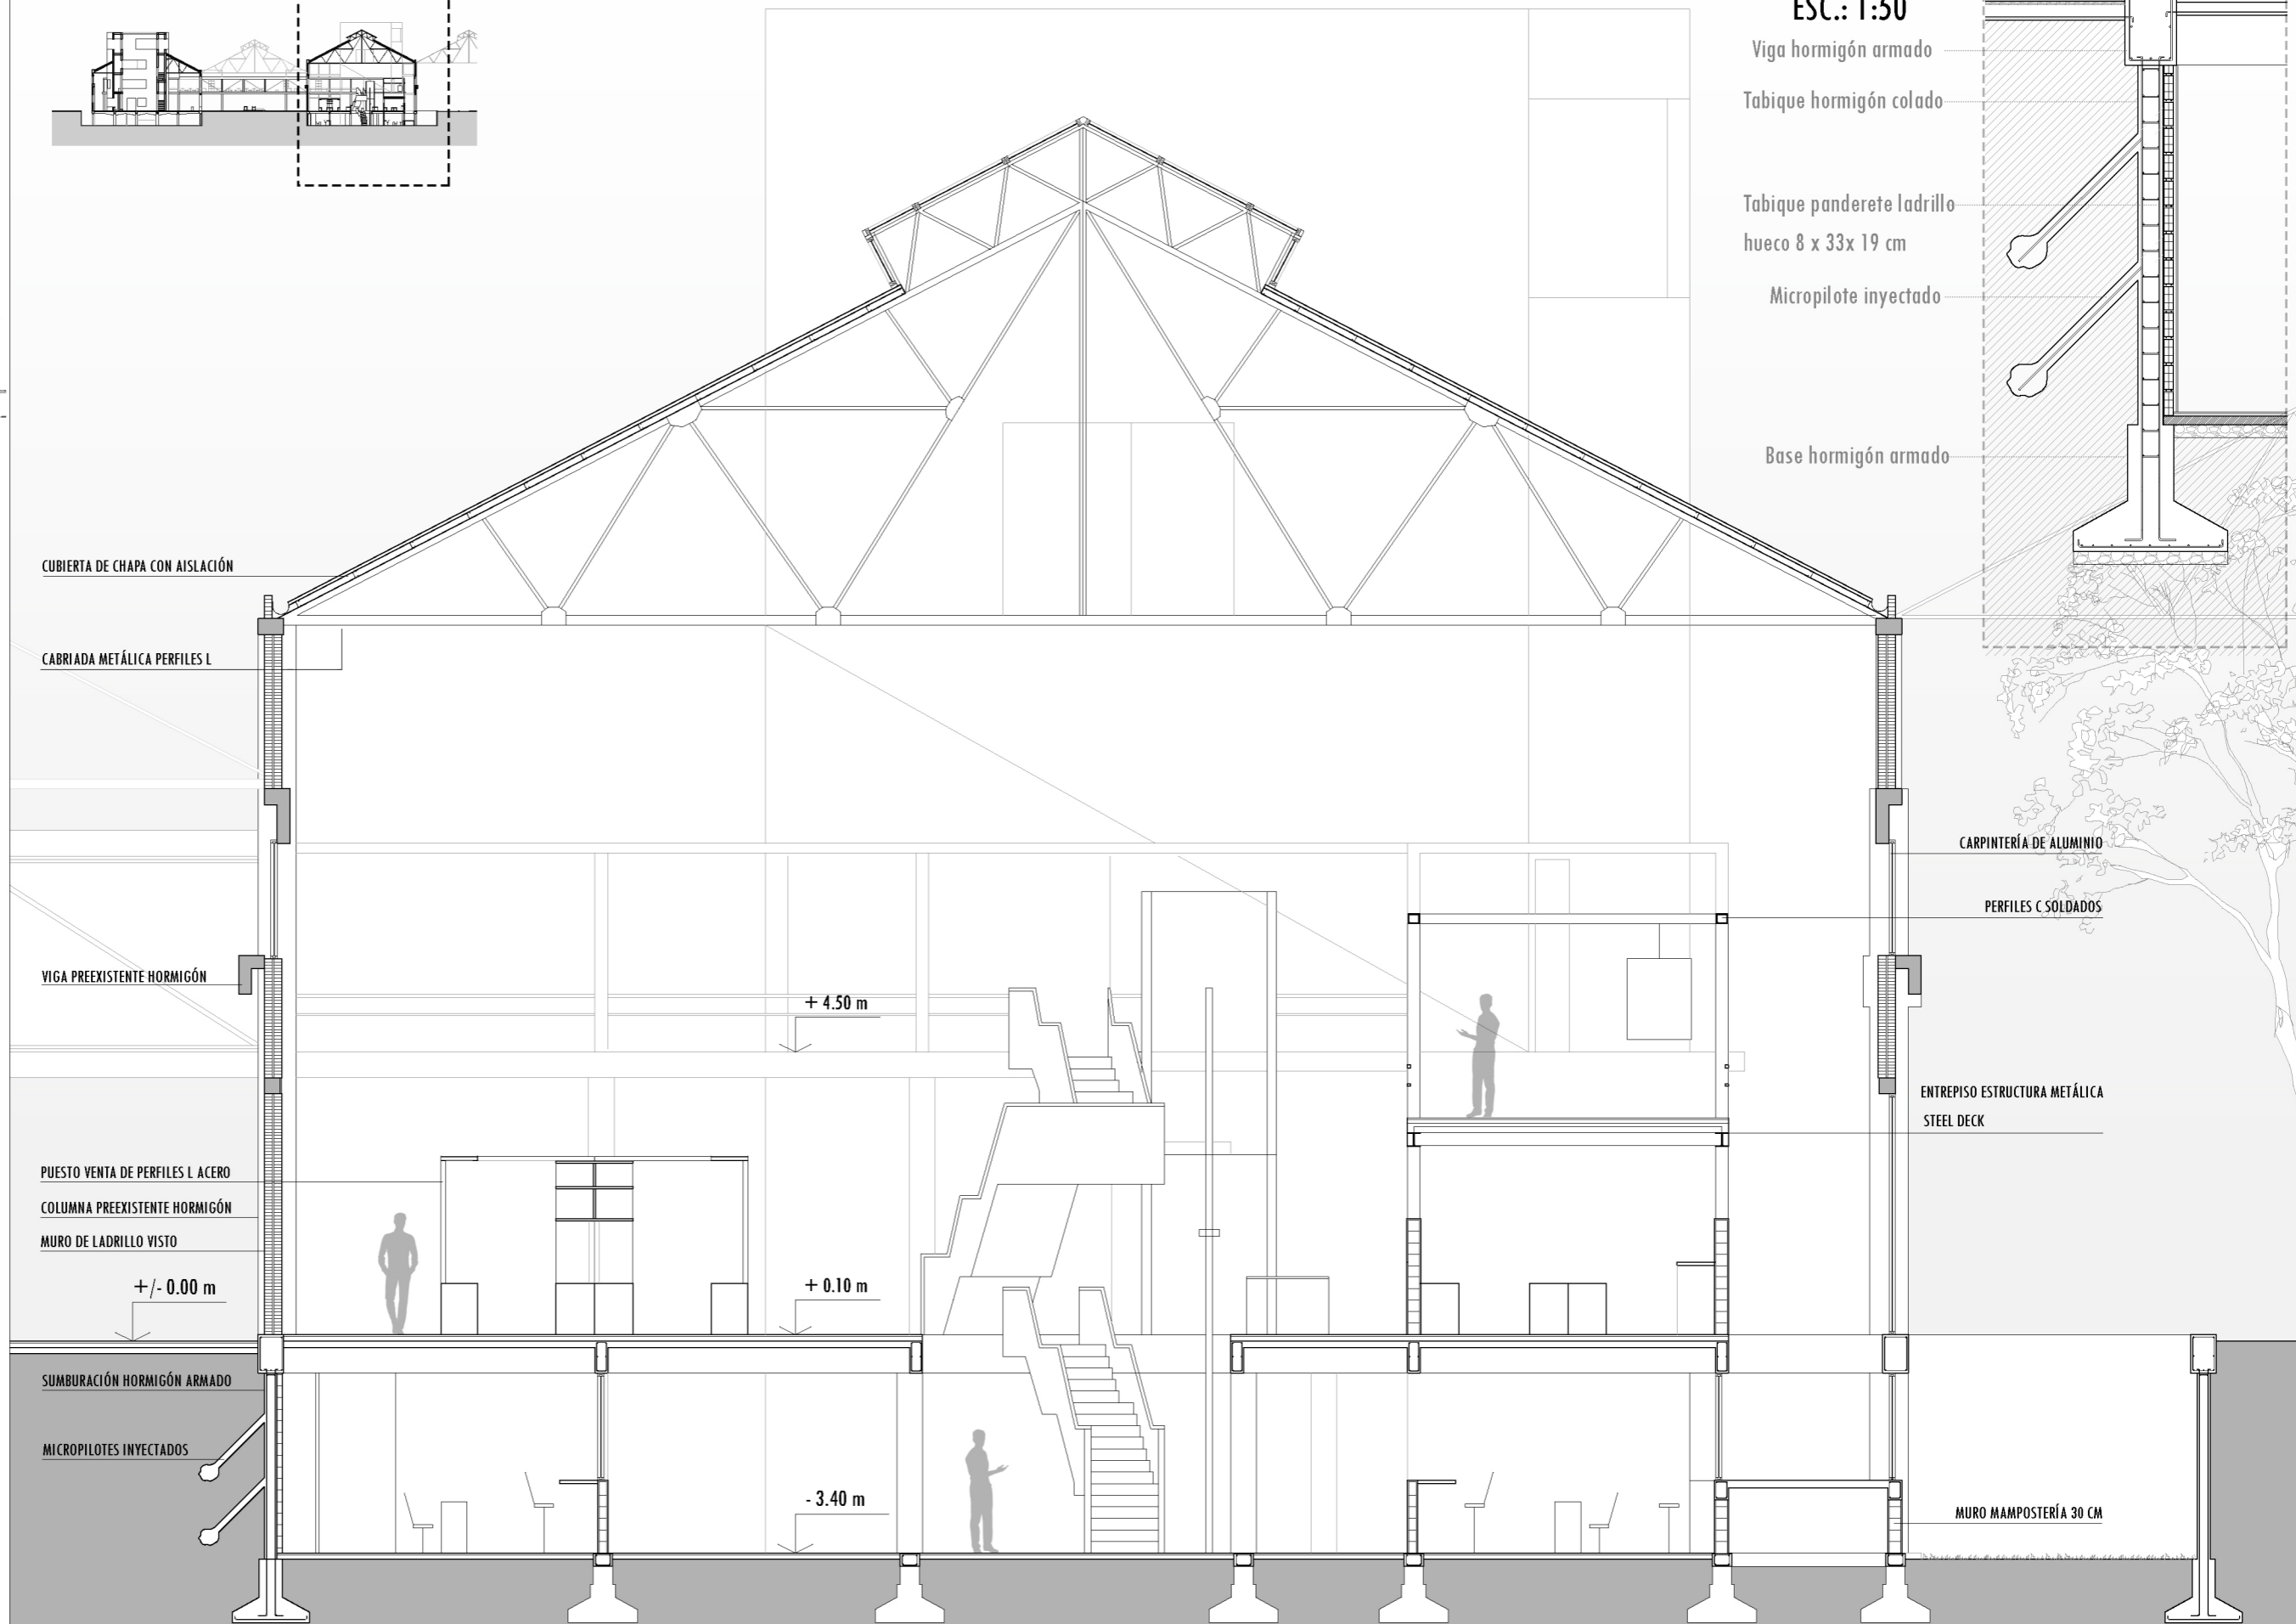 ESC.: 1:50
Viga hormigón armado
Tabique hormigón colado
Tabique panderete ladrillo
hueco 8 x 33x 19 cm
Micropilote inyectado
Base hormigón armado
CUBIERTA DE CHAPA CON AISLACIÓN
CABRIADA METÁLICA PERFILES L
VIGA PREEXISTENTE HORMIGÓN
PUESTO VENTA DE PERFILES L ACERO
COLUMNA PREEXISTENTE HORMIGÓN
MURO DE LADRILLO VISTO
+/- 0.00 m
SUMBURACIÓN HORMIGÓN ARMADO
MICROPILOTES INYECTADOS
+ 4.50 m
+ 0.10 m
- 3.40 m
CARPINTERÍA DE ALUMINIO
PERFILES C SOLDADOS
ENTREPISO ESTRUCTURA METÁLICA
STEEL DECK
MURO MAMPOSTERÍA 30 CM